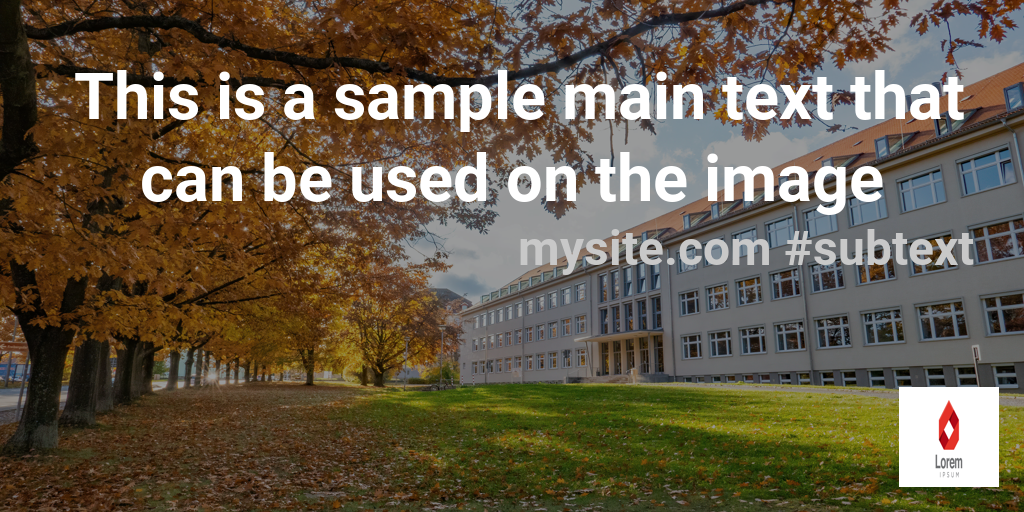 This is a sample main text that
can be used on the image
mysite.com #subtext
Lorem
IPSUM